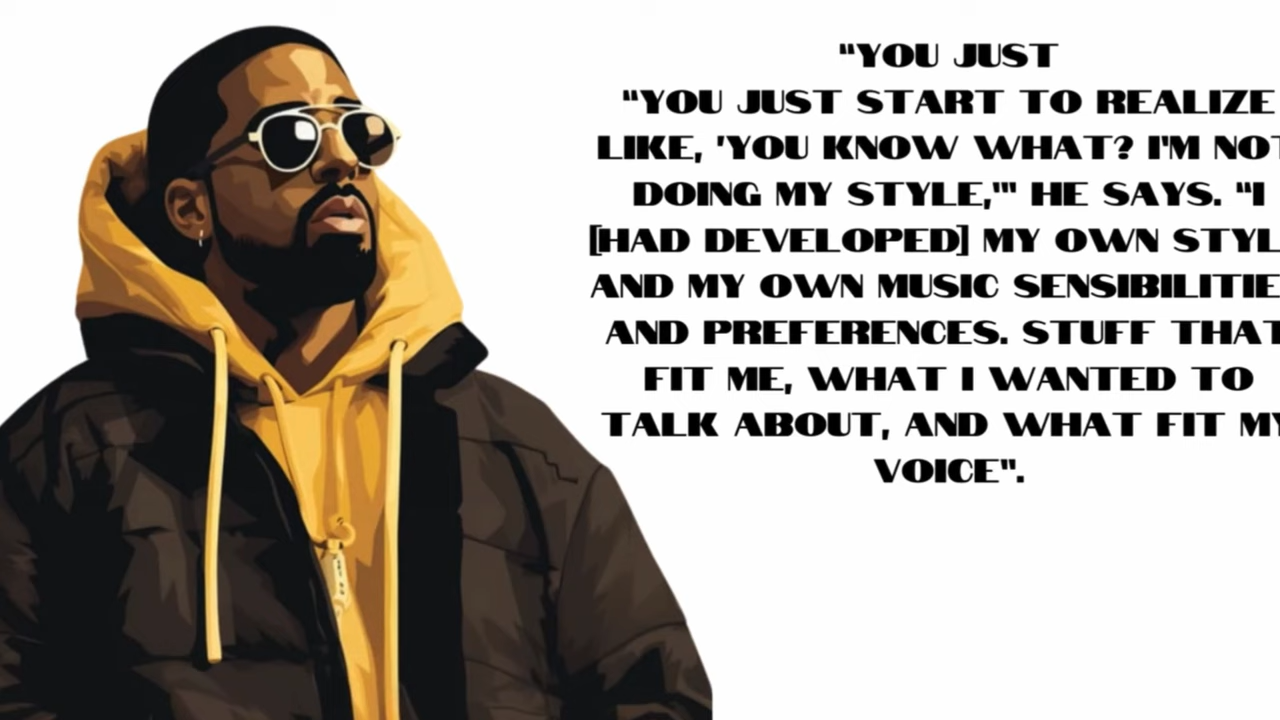 “YOU JUST
“YOU JUST START TO REALIZE
LIKE, 'YOU KNOW WHAT? I'M NOT
DOING MY STYLE,'" HE SAYS. “I
[HAD DEVELOPED] MY OWN STYL
AND MY OWN MUSIC SENSIBILITIE
AND PREFERENCES. STUFF THAT
FIT ME, WHAT I WANTED TO
TALK ABOUT, AND WHAT FIT MY
VOICE".